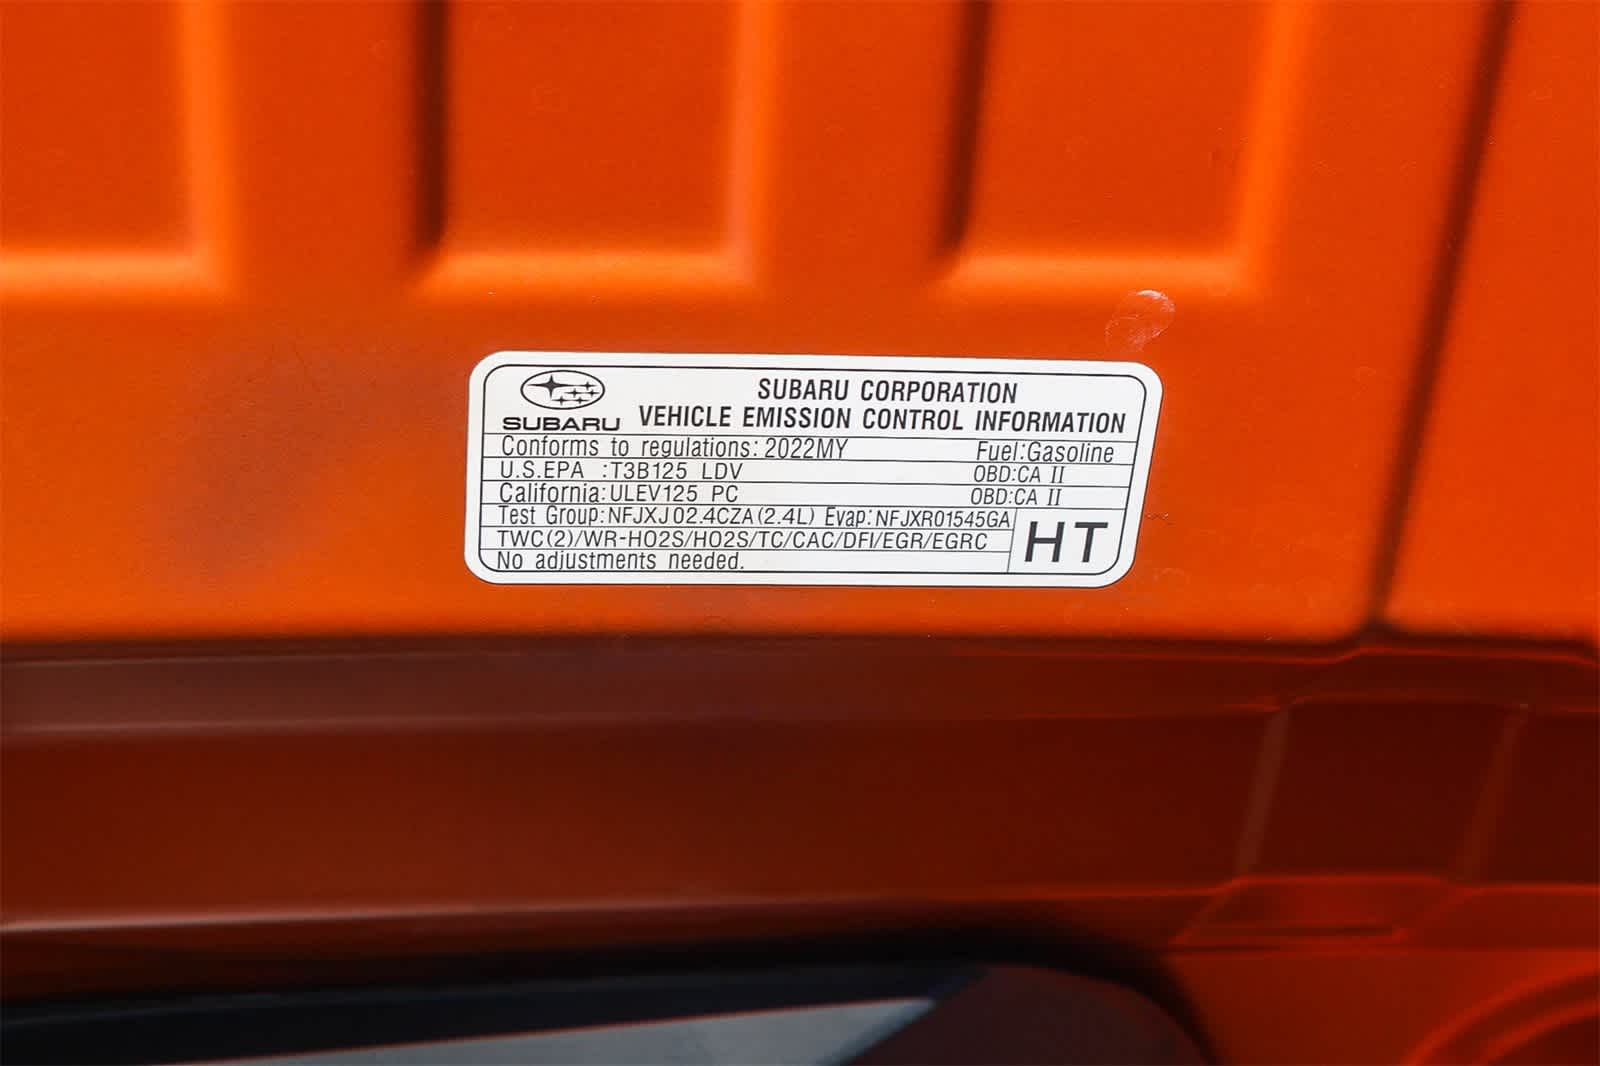 SUBARU
SUBARU CORPORATION
VEHICLE EMISSION CONTROL INFORMATION
Conforms to regulations: 2022MY Fuel:Gasoline
U.S.EPA :T3B125 LDV OBD:CA II
California:ULEV125 PC OBD:CA II
Test Group:NFJXJ02.4CZA(2.4L) Evap:NFJXR01545GA
TWC(2)/WR-HO2S/HO2S/TC/CAC/DFI/EGR/EGRC
No adjustments needed.
HT